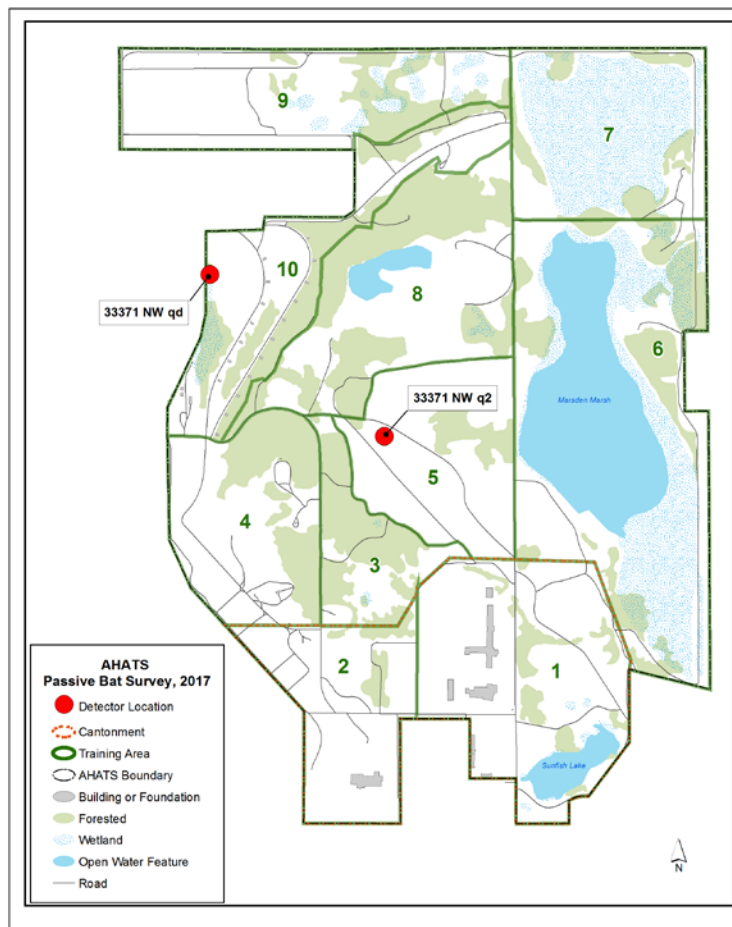 9
7
10
8
33371 NW qd
6
Marsden Marsh
33371 NW q2
5
4
3
2
1
Sunfish Lake
AHATS
Passive Bat Survey, 2017
Detector Location
Cantonment
Training Area
AHATS Boundary
Building or Foundation
Forested
Wetland
Open Water Feature
Road
N